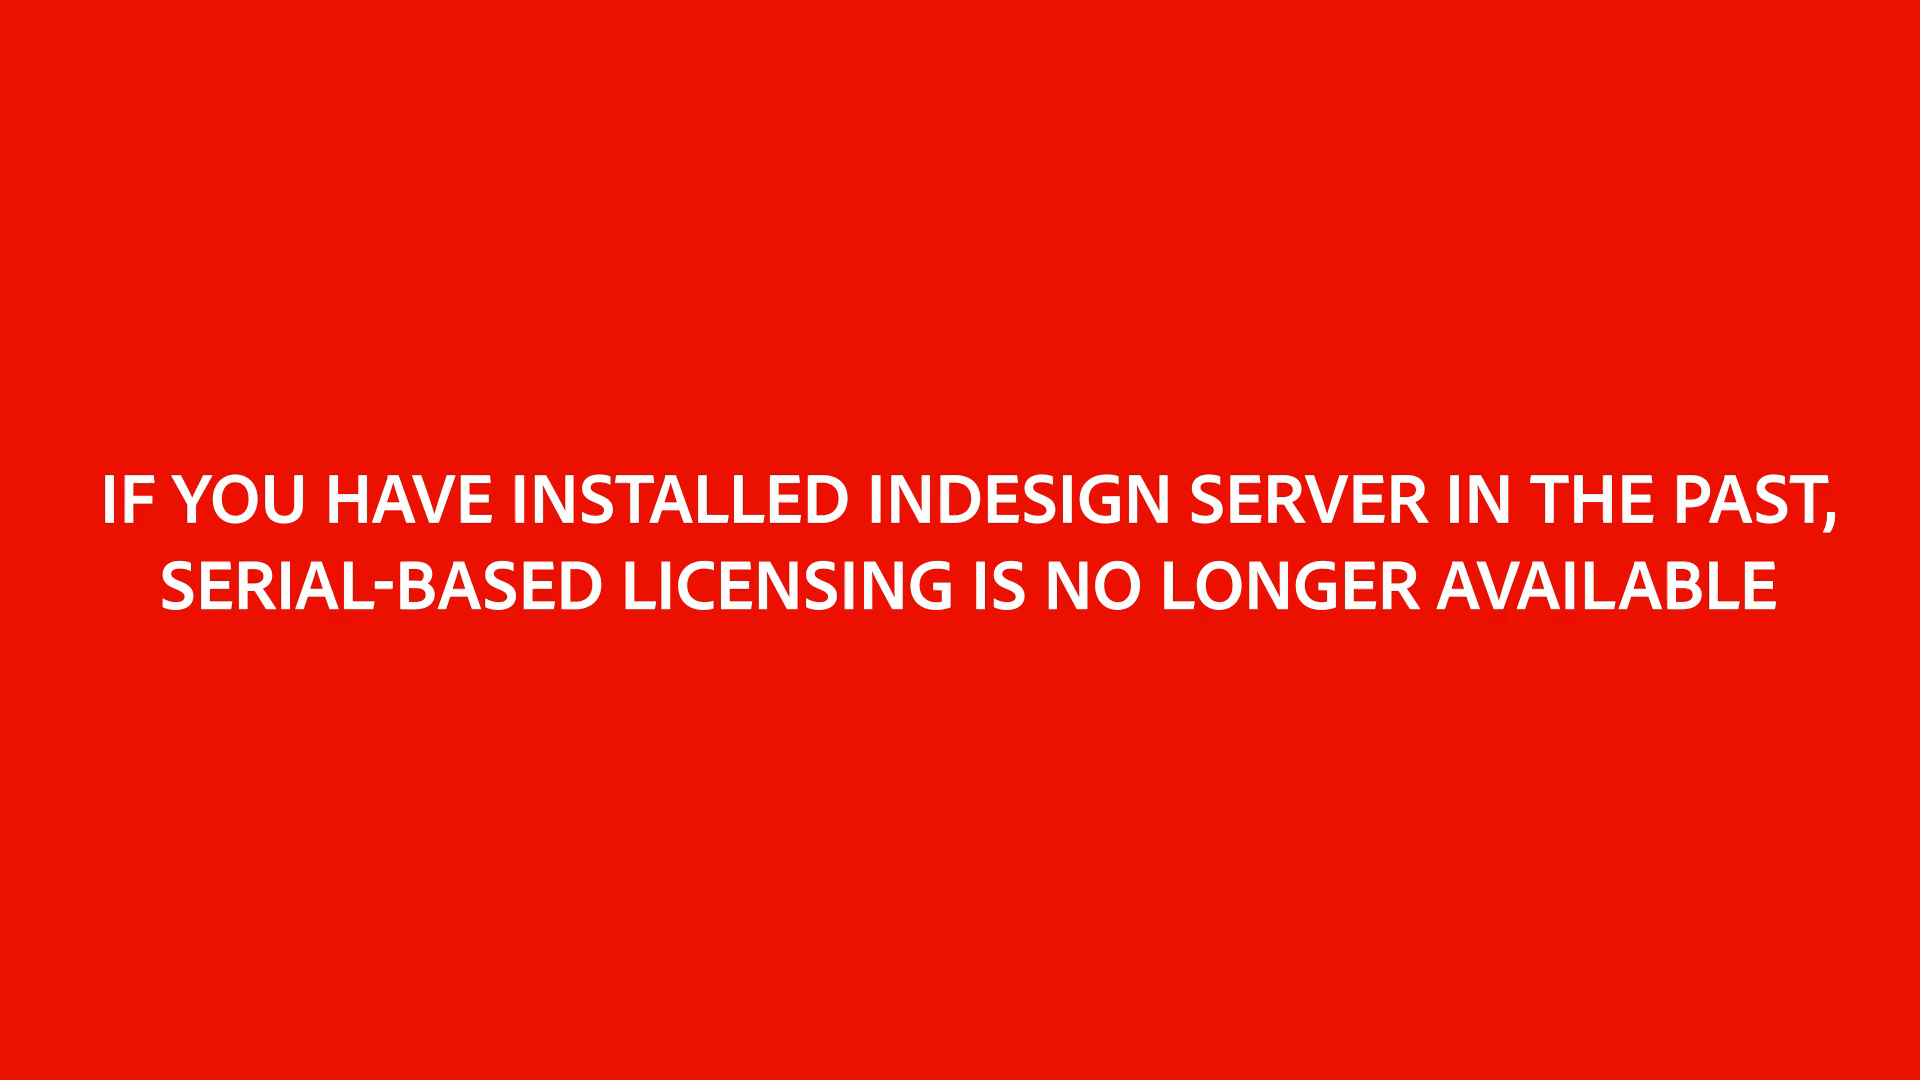 IF YOU HAVE INSTALLED INDESIGN SERVER IN THE PAST,
SERIAL-BASED LICENSING IS NO LONGER AVAILABLE